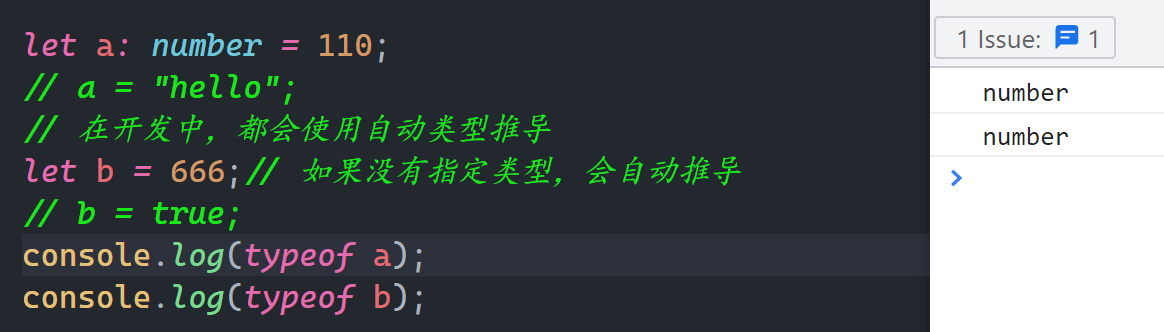 let a: number = 110;
// a = "hello";
// 在开发中，都会使用自动类型推导
let b = 666;// 如果没有指定类型，会自动推导
// b = true;
console.log(typeof a);
console.log(typeof b);
1 Issue: 1
number
number